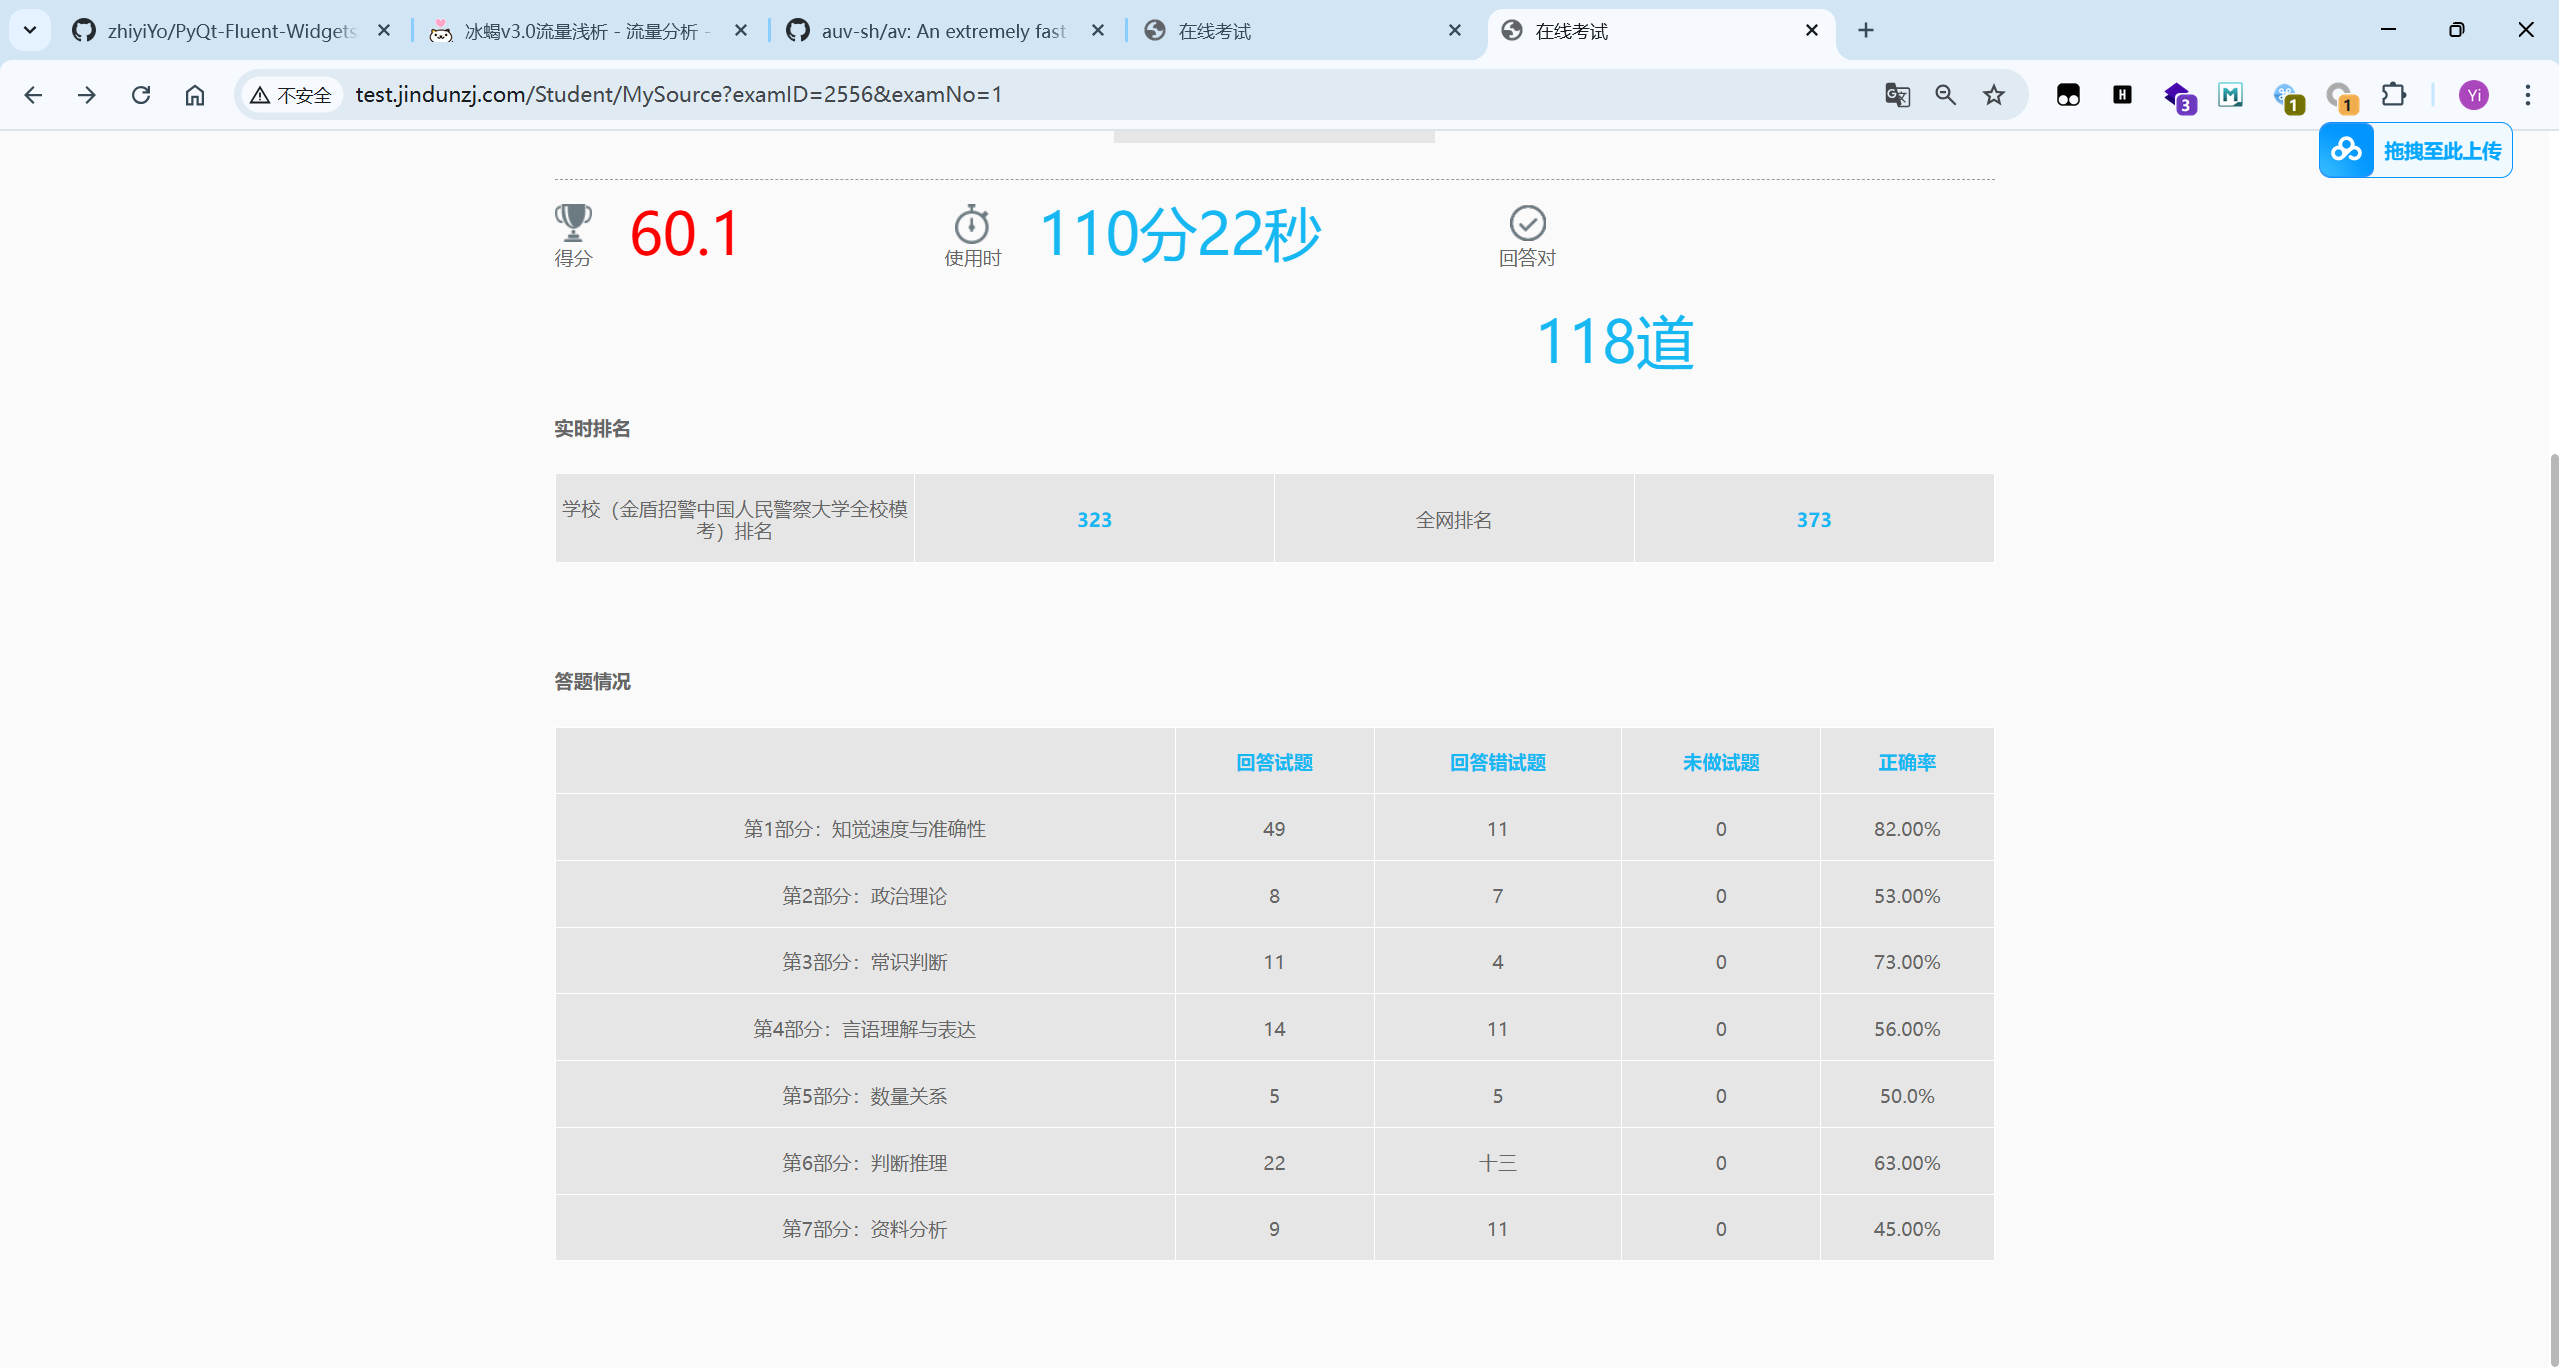 zhiyiYo/PyQt-Fluent-Widgets
冰蝎v3.0流量浅析 - 流量分析 -
auv-sh/av: An extremely fast
在线考试
在线考试
不安全
test.jindunzj.com/Student/MySource?examID=2556&examNo=1
3
1
1
Yi
拖拽至此上传
得分
60.1
使用时
110分22秒
回答对
118道
实时排名
学校（金盾招警中国人民警察大学全校模考）排名
323
全网排名
373
答题情况
回答试题
回答错试题
未做试题
正确率
第1部分：知觉速度与准确性
49
11
0
82.00%
第2部分：政治理论
8
7
0
53.00%
第3部分：常识判断
11
4
0
73.00%
第4部分：言语理解与表达
14
11
0
56.00%
第5部分：数量关系
5
5
0
50.0%
第6部分：判断推理
22
十三
0
63.00%
第7部分：资料分析
9
11
0
45.00%